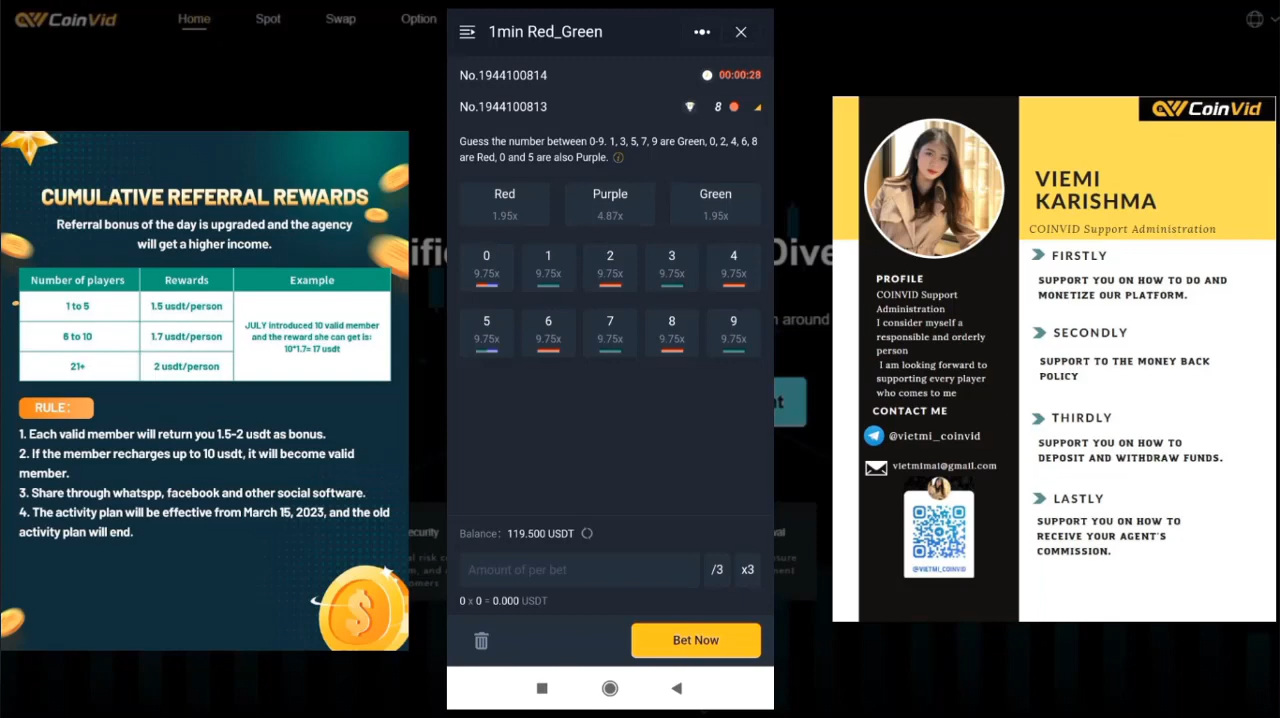 CoinVid
Home
Spot
Swap
Option
CUMULATIVE REFERRAL REWARDS
Referral bonus of the day is upgraded and the agency
will get a higher income.
Number of players
Rewards
Example
1 to 5
1.5 usdt/person
6 to 10
1.7 usdt/person
21+
2 usdt/person
JULY introduced 10 valid member
and the reward she can get is:
10*1.7= 17 usdt
RULE:
1. Each valid member will return you 1.5-2 usdt as bonus.
2. If the member recharges up to 10 usdt, it will become valid
member.
3. Share through whatspp, facebook and other social software.
4. The activity plan will be effective from March 15, 2023, and the old
activity plan will end.
1min Red_Green
No.1944100814
00:00:28
No.1944100813
8
Guess the number between 0-9. 1, 3, 5, 7, 9 are Green, 0, 2, 4, 6, 8
are Red, 0 and 5 are also Purple.
Red
1.95x
Purple
4.87x
Green
1.95x
0
9.75x
1
9.75x
2
9.75x
3
9.75x
4
9.75x
5
9.75x
6
9.75x
7
9.75x
8
9.75x
9
9.75x
Balance: 119.500 USDT
Amount of per bet
/3
x3
0 x 0 = 0.000 USDT
Bet Now
CoinVid
VIEMI
KARISHMA
COINVID Support Administration
PROFILE
COINVID Support
Administration
I consider myself a
responsible and orderly
person
I am looking forward to
supporting every player
who comes to me
CONTACT ME
@vietmi_coinvid
vietmimai@gmail.com
@VIETMI_COINVID
FIRSTLY
SUPPORT YOU ON HOW TO DO AND
MONETIZE OUR PLATFORM.
SECONDLY
SUPPORT TO THE MONEY BACK
POLICY
THIRDLY
SUPPORT YOU ON HOW TO
DEPOSIT AND WITHDRAW FUNDS.
LASTLY
SUPPORT YOU ON HOW TO
RECEIVE YOUR AGENT'S
COMMISSION.